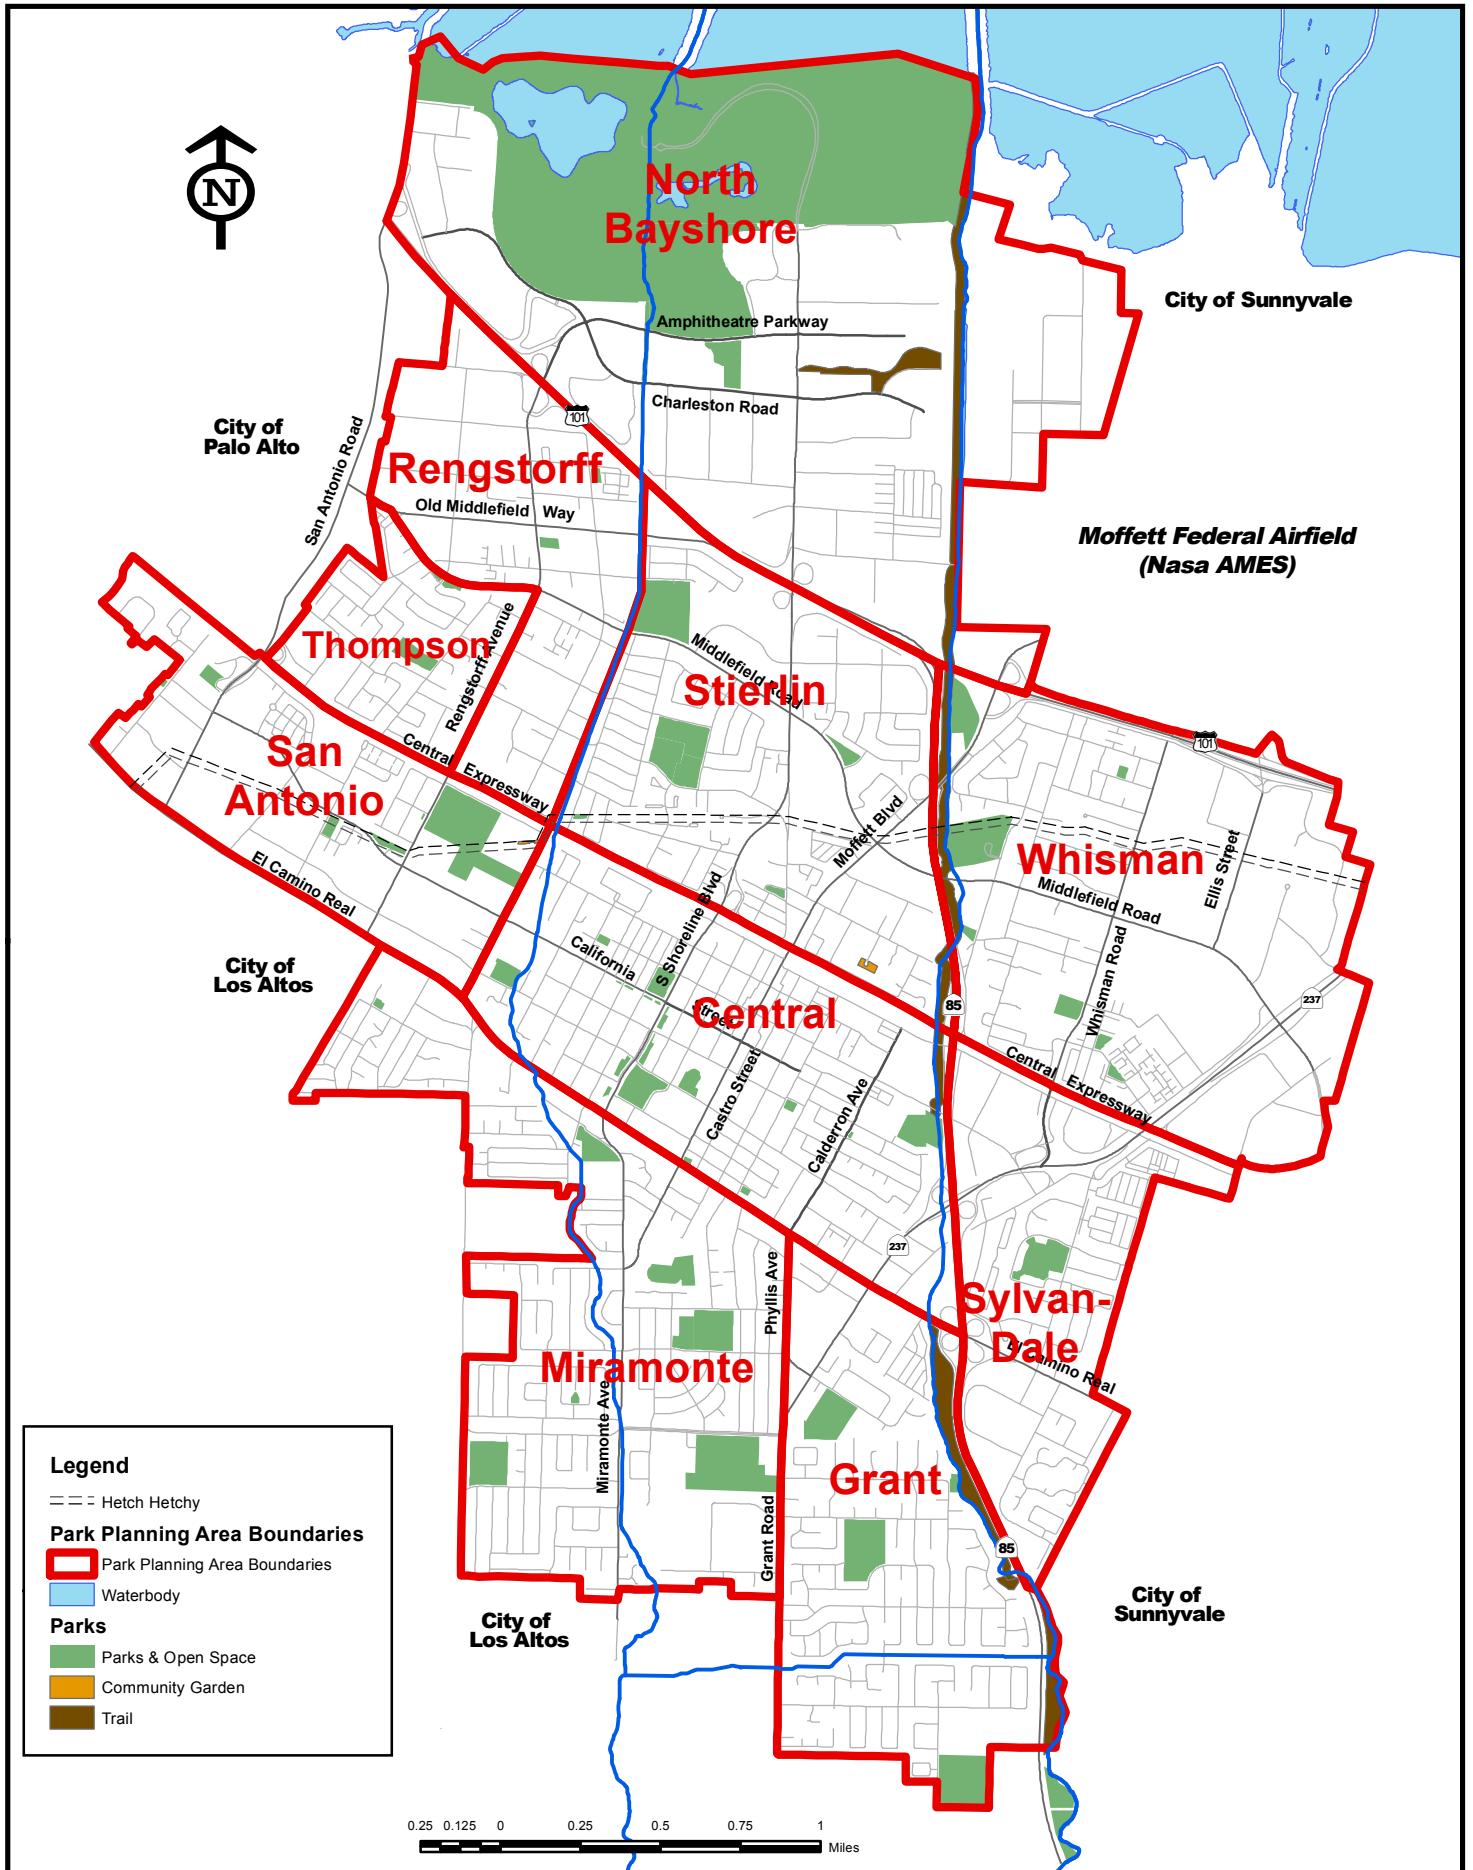 N
North
Bayshore
City of Sunnyvale
Amphitheatre Parkway
Charleston Road
101
City of
Palo Alto
San Antonio Road
Rengstorff
Old Middlefield Way
Moffett Federal Airfield
(Nasa AMES)
Thompson
Rengstorff Avenue
Middlefield Road
Stierlin
San
Antonio
Central Expressway
101
Moffett Blvd
Whisman
Ellis Street
Middlefield Road
El Camino Real
S Shoreline Blvd
California Street
Whisman Road
City of
Los Altos
Central
85
237
Castro Street
Calderron Ave
Central Expressway
237
Phyllis Ave
Sylvan-
Dale
El Camino Real
Miramonte
Miramonte Ave
Grant
Grant Road
85
Legend
Hetch Hetchy
Park Planning Area Boundaries
Park Planning Area Boundaries
Waterbody
Parks
Parks & Open Space
Community Garden
Trail
City of
Los Altos
City of
Sunnyvale
0.25 0.125 0 0.25 0.5 0.75 1
Miles